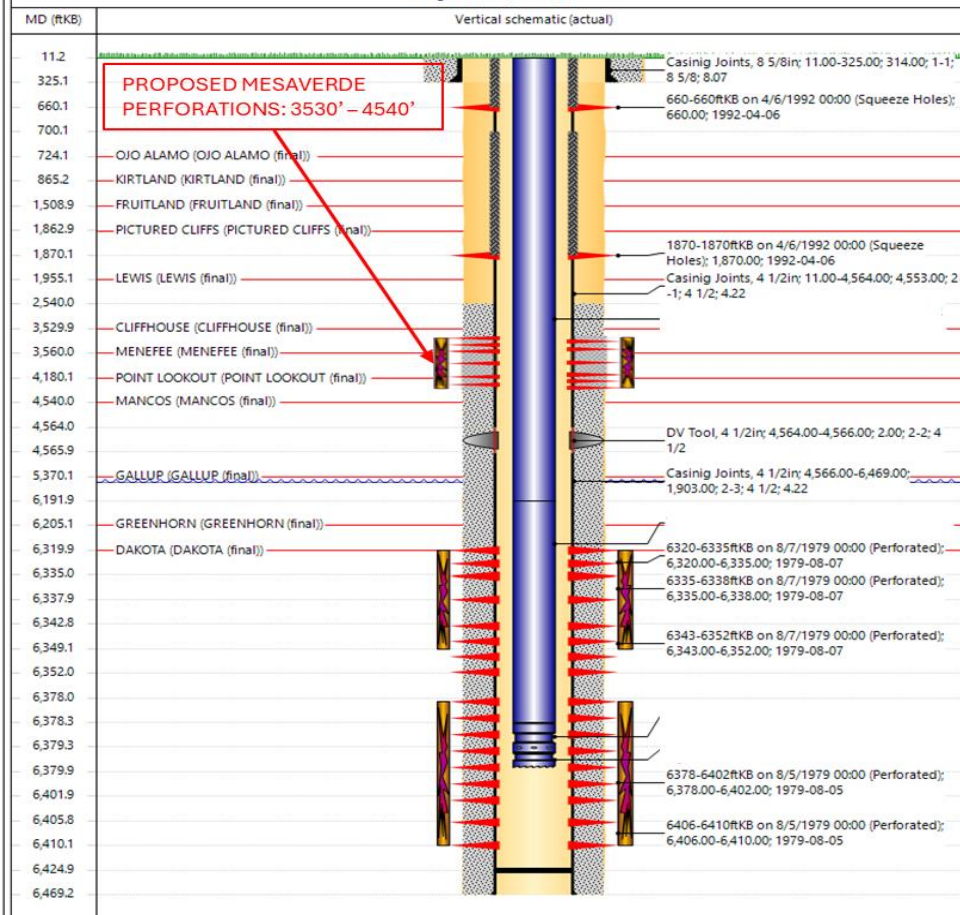 MD (ftKB)
Vertical schematic (actual)
11.2
325.1
660.1
700.1
724.1
865.2
1,508.9
1,862.9
1,870.1
1,955.1
2,540.0
3,529.9
3,560.0
4,180.1
4,540.0
4,564.0
4,565.9
5,370.1
6,191.9
6,205.1
6,319.9
6,335.0
6,337.9
6,342.8
6,349.1
6,352.0
6,378.0
6,378.3
6,379.3
6,379.9
6,401.9
6,405.8
6,410.1
6,424.9
6,469.2
PROPOSED MESAVERDE
PERFORATIONS: 3530' – 4540'
OJO ALAMO (OJO ALAMO (final))
KIRTLAND (KIRTLAND (final))
FRUITLAND (FRUITLAND (final))
PICTURED CLIFFS (PICTURED CLIFFS (final))
LEWIS (LEWIS (final))
CLIFFHOUSE (CLIFFHOUSE (final))
MENEFEE (MENEFEE (final))
POINT LOOKOUT (POINT LOOKOUT (final))
MANCOS (MANCOS (final))
GALLUP (GALLUP (final))
GREENHORN (GREENHORN (final))
DAKOTA (DAKOTA (final))
Casinig Joints, 8 5/8in; 11.00-325.00; 314.00; 1-1;
8 5/8; 8.07
660-660ftKB on 4/6/1992 00:00 (Squeeze Holes);
660.00; 1992-04-06
1870-1870ftKB on 4/6/1992 00:00 (Squeeze
Holes); 1,870.00; 1992-04-06
Casinig Joints, 4 1/2in; 11.00-4,564.00; 4,553.00; 2
-1; 4 1/2; 4.22
DV Tool, 4 1/2in; 4,564.00-4,566.00; 2.00; 2-2; 4
1/2
Casinig Joints, 4 1/2in; 4,566.00-6,469.00;
1,903.00; 2-3; 4 1/2; 4.22
6320-6335ftKB on 8/7/1979 00:00 (Perforated);
6,320.00-6,335.00; 1979-08-07
6335-6338ftKB on 8/7/1979 00:00 (Perforated);
6,335.00-6,338.00; 1979-08-07
6343-6352ftKB on 8/7/1979 00:00 (Perforated);
6,343.00-6,352.00; 1979-08-07
6378-6402ftKB on 8/5/1979 00:00 (Perforated);
6,378.00-6,402.00; 1979-08-05
6406-6410ftKB on 8/5/1979 00:00 (Perforated);
6,406.00-6,410.00; 1979-08-05